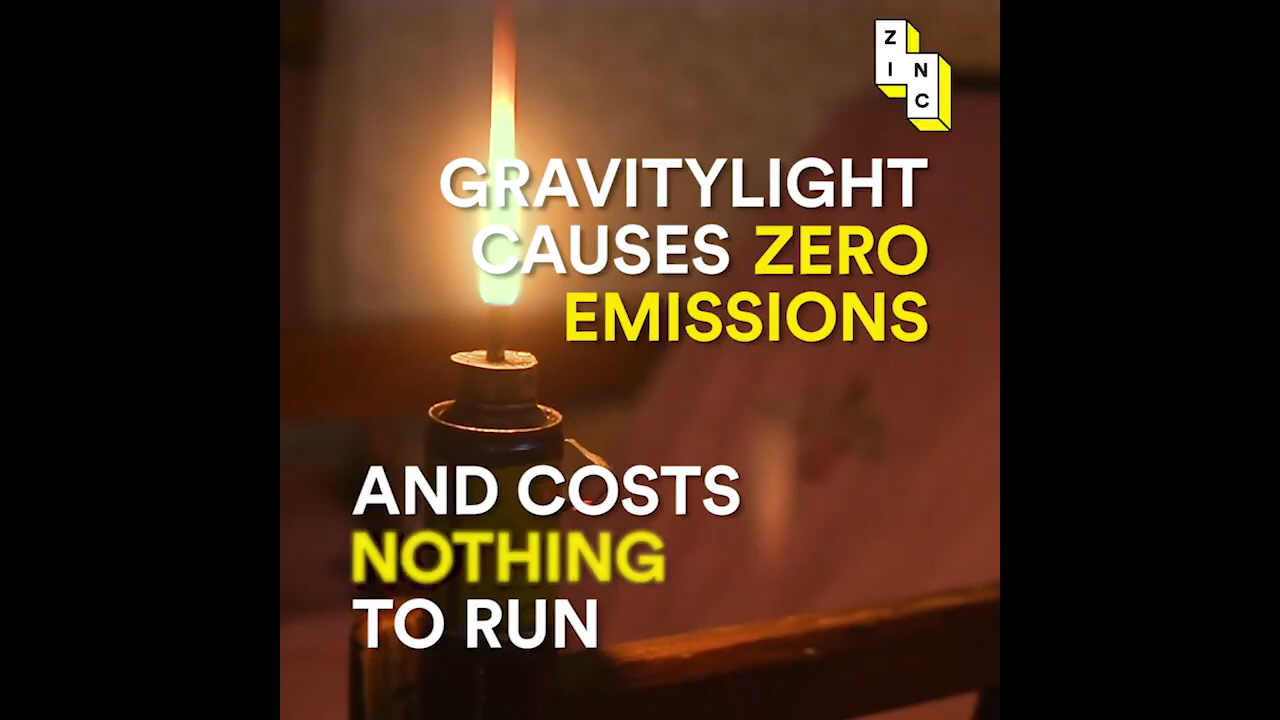 Z
I N
C
GRAVITYLIGHT
CAUSES ZERO
EMISSIONS
AND COSTS
NOTHING
TO RUN